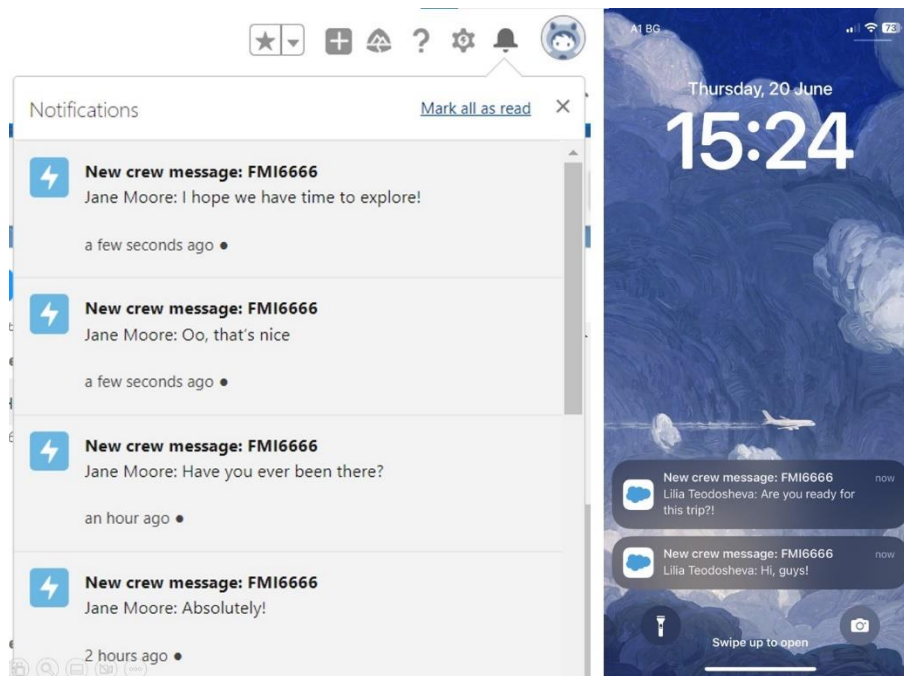 Notifications
Mark all as read
New crew message: FMI6666
Jane Moore: I hope we have time to explore!
a few seconds ago
New crew message: FMI6666
Jane Moore: Oo, that's nice
a few seconds ago
New crew message: FMI6666
Jane Moore: Have you ever been there?
an hour ago
New crew message: FMI6666
Jane Moore: Absolutely!
2 hours ago
A1 BG
73
Thursday, 20 June
15:24
New crew message: FMI6666
now
Lilia Teodosheva: Are you ready for
this trip?!
New crew message: FMI6666
now
Lilia Teodosheva: Hi, guys!
Swipe up to open